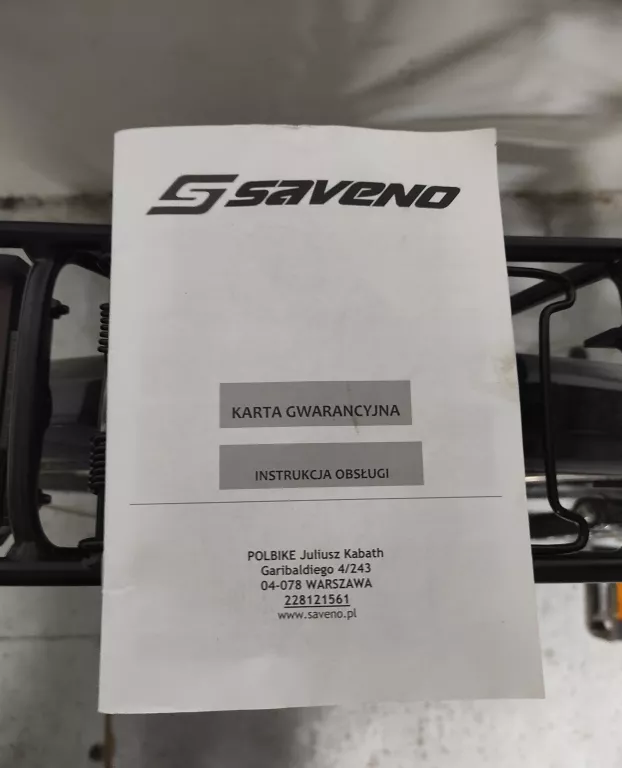 SAVENO
KARTA GWARANCYJNA
INSTRUKCJA OBSŁUGI
POLBIKE Juliusz Kabath
Garibaldiego 4/243
04-078 WARSZAWA
228121561
www.saveno.pl